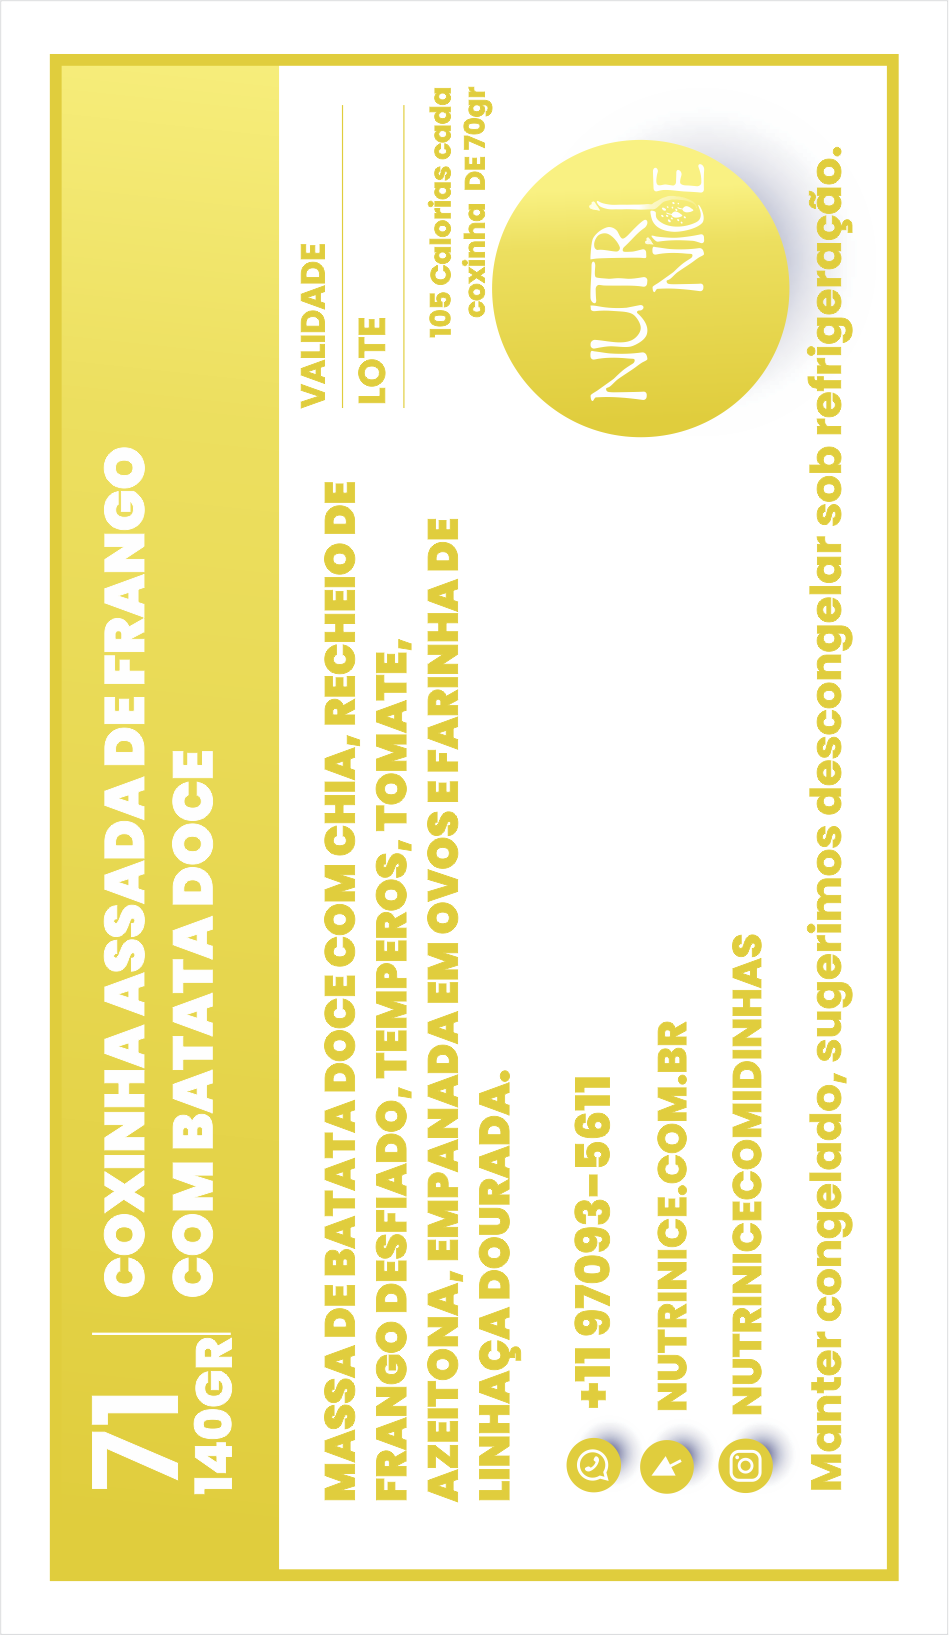 71
140GR
COXINHA ASSADA DE FRANGO
COM BATATA DOCE
MASSA DE BATATA DOCE COM CHIA, RECHEIO DE
FRANGO DESFIADO, TEMPEROS, TOMATE,
AZEITONA, EMPANADA EM OVOS E FARINHA DE
LINHAÇA DOURADA.
VALIDADE
LOTE
105 Calorias cada
coxinha DE 70gr
NUTRI
NICE
+11 97093-5611
NUTRINICE.COM.BR
NUTRINICECOMIDINHAS
Manter congelado, sugerimos descongelar sob refrigeração.